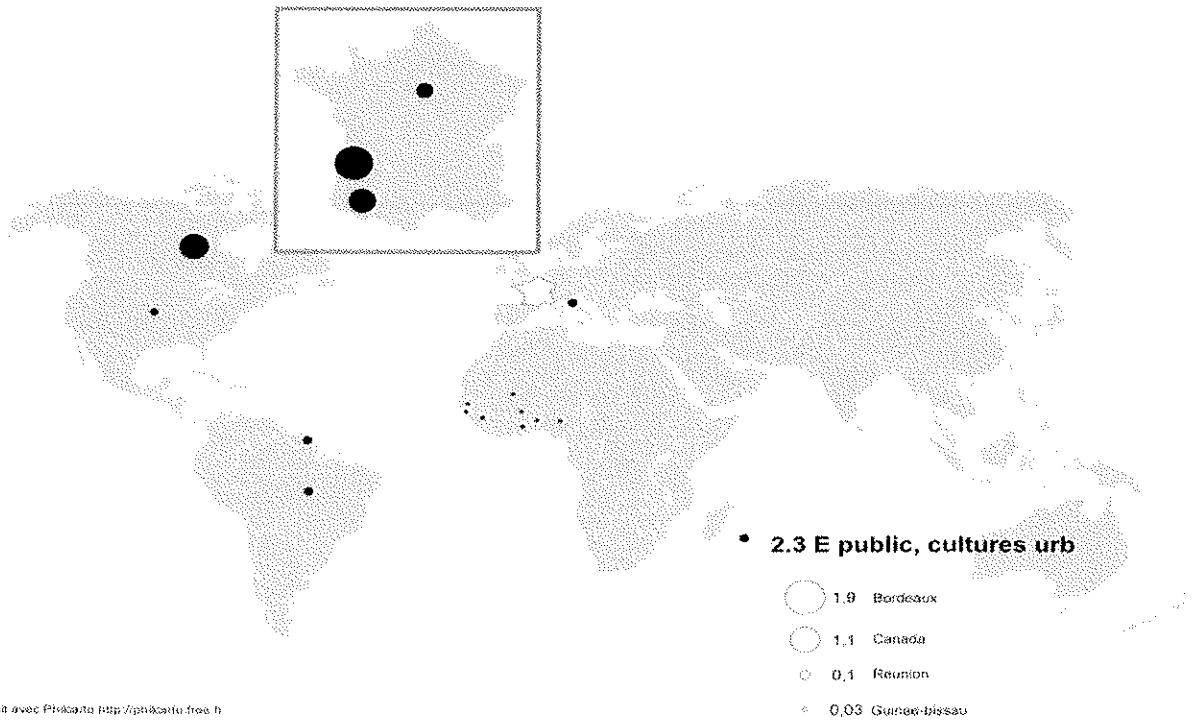 2.3 E public, cultures urb
1,9 Bordeaux
1,1 Canada
0,1 Reunion
0,03 Guinee-bissau
it avec Philcarto http://philcarto.free.fr